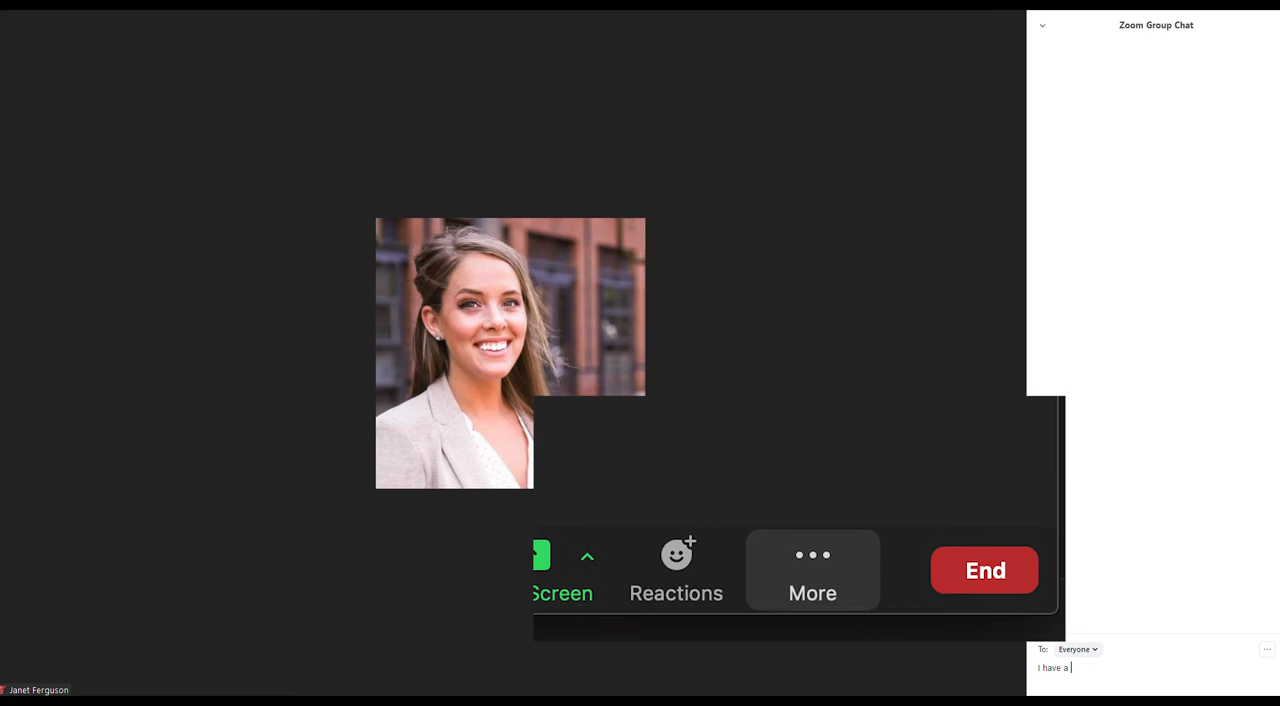 Zoom Group Chat
Screen
Reactions
More
End
To: Everyone
I have a
Janet Ferguson